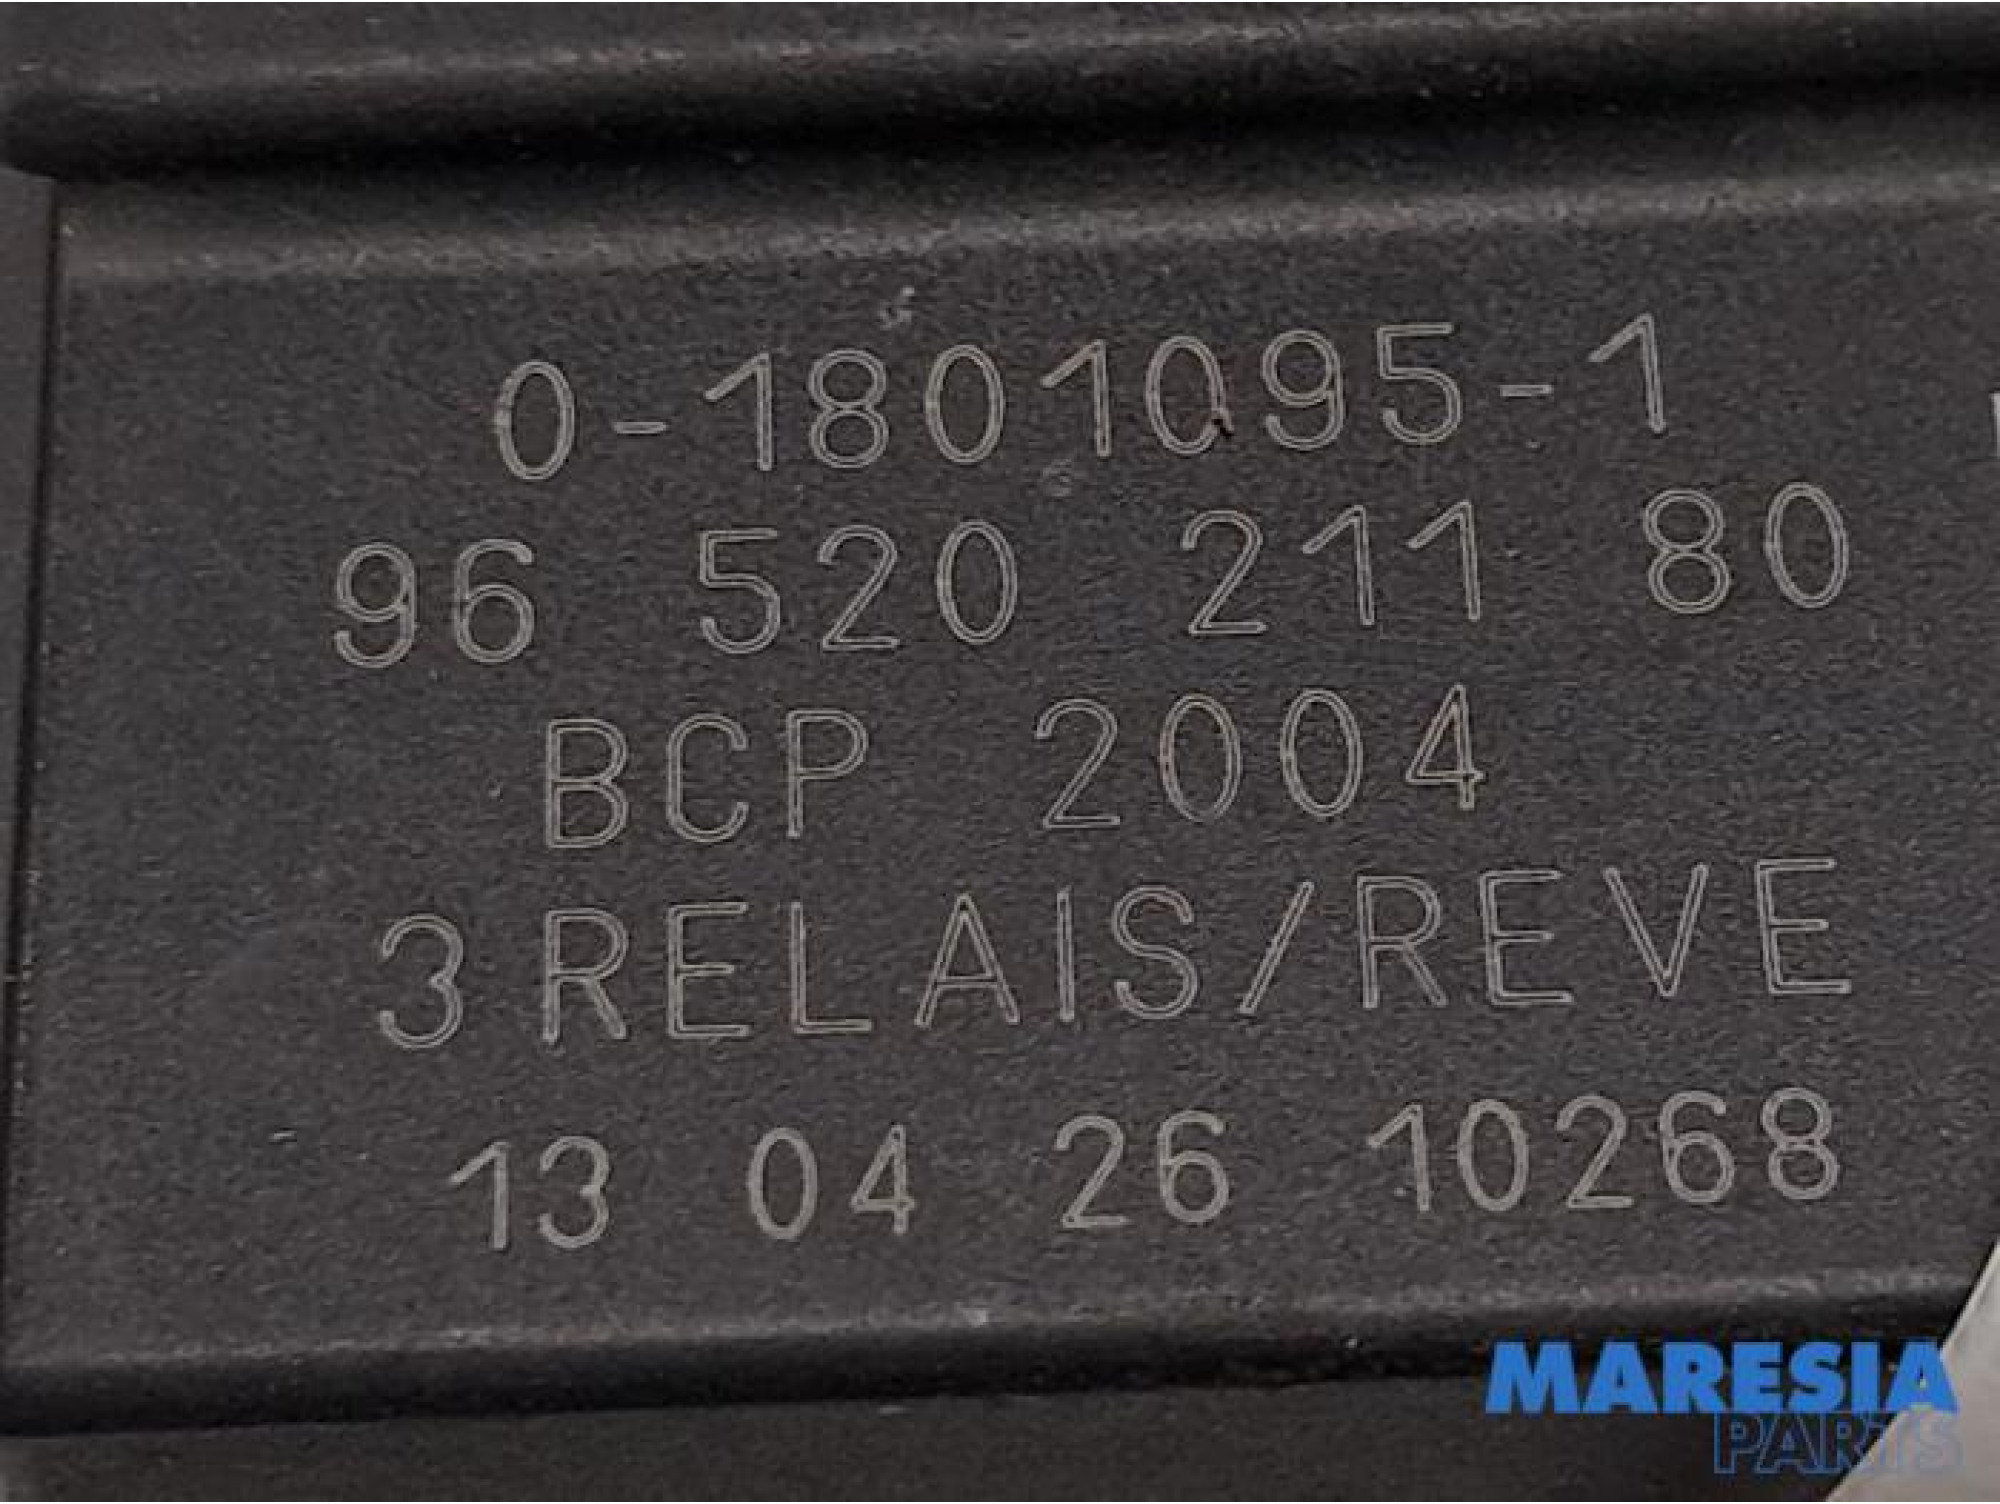 0-1801095-1
96 520 211 80
BCP 2004
3 RELAIS/REVE
13 04 26 10268
MARESIA
PARTS